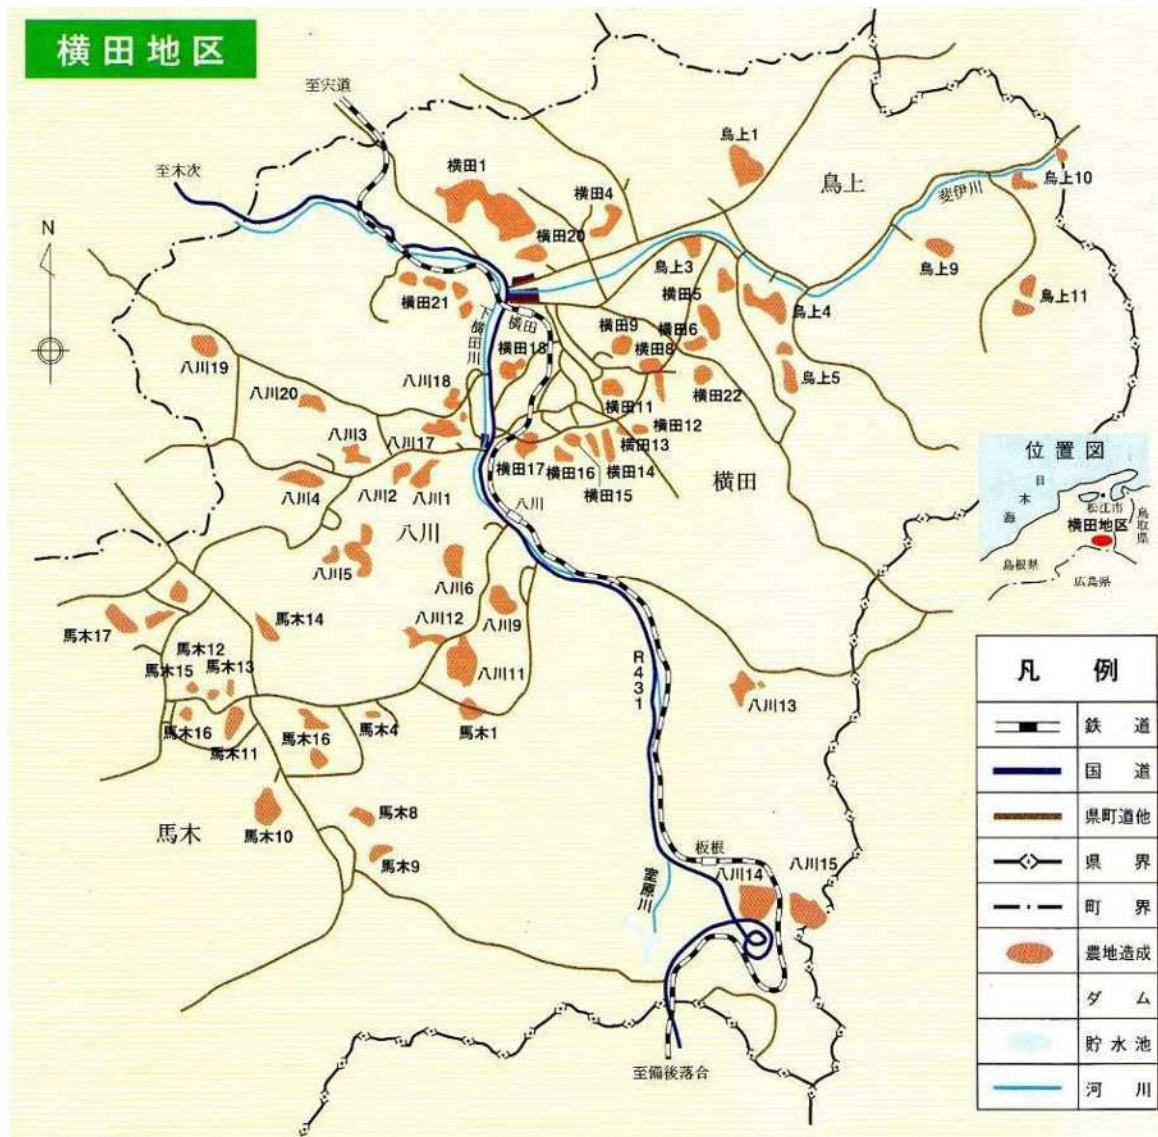 横田地区
至宍道
至木次
N
横田1
横田4
横田20
鳥上1
鳥上
斐伊川
鳥上10
鳥上9
鳥上11
鳥上3
鳥上4
鳥上5
横田21
下横田川
横田
横田5
横田6
横田9
横田8
横田18
横田22
横田11
横田12
横田13
横田14
横田15
横田16
横田17
横田
八川19
八川20
八川18
八川3
八川17
八川4
八川2
八川1
八川
八川
八川5
八川6
八川12
八川9
八川11
八川13
R431
馬木17
馬木14
馬木12
馬木15
馬木13
馬木16
馬木11
馬木16
馬木4
馬木1
馬木10
馬木8
馬木9
馬木
板根
八川14
八川15
室原川
至備後落合
位置図
日本海
松江市
鳥取県
横田地区
島根県
広島県
凡例
鉄道
国道
県町道他
県界
町界
農地造成
ダム
貯水池
河川